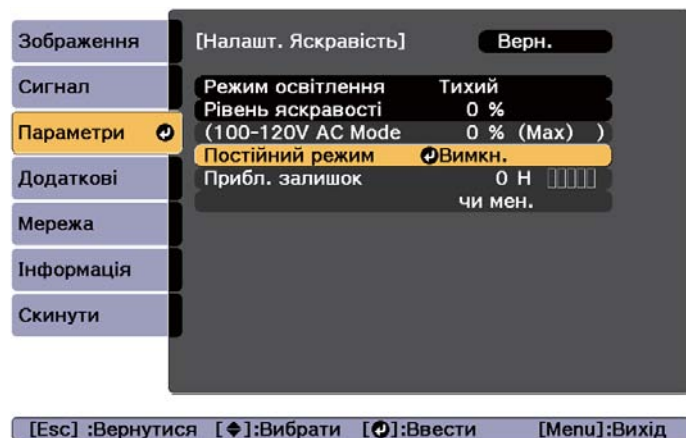 Зображення
Сигнал
Параметри
Додаткові
Мережа
Інформація
Скинути
[Налашт. Яскравість] Верн.
Режим освітлення Тихий
Рівень яскравості 0 %
(100-120V AC Mode 0 % (Max) )
Постійний режим Вимкн.
Прибл. залишок 0 H
чи мен.
[Esc] :Вернутися [◆]:Вибрати [↵]:Ввести [Menu]:Вихід